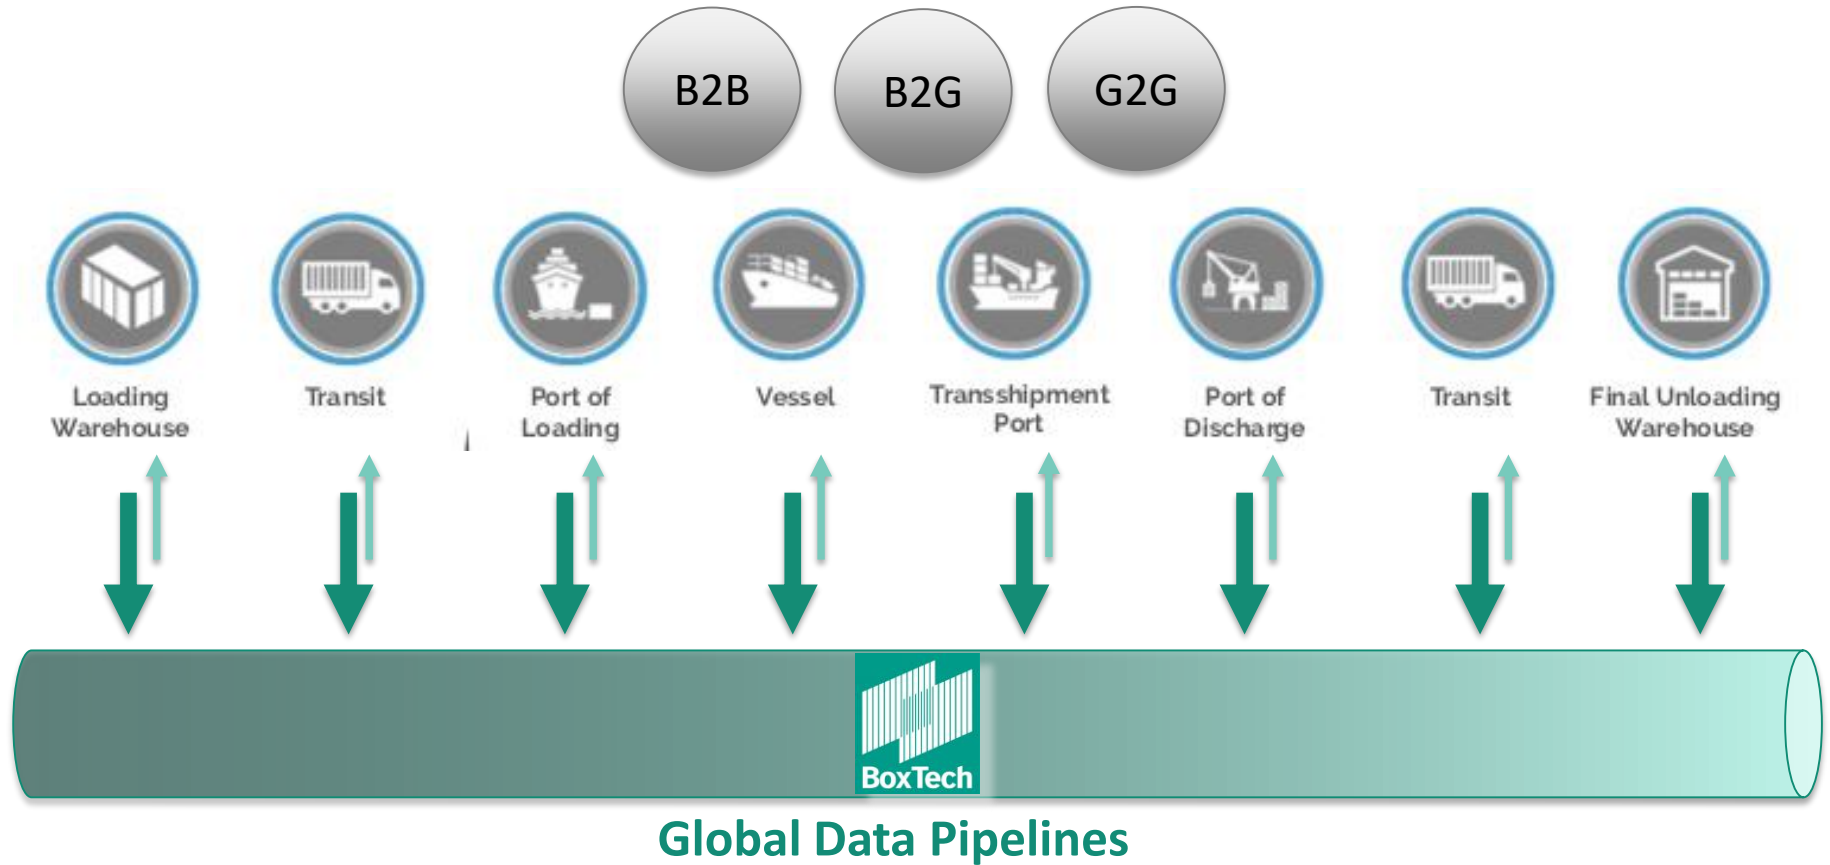 B2B
B2G
G2G
Loading
Warehouse
Transit
Port of
Loading
Vessel
Transshipment
Port
Port of
Discharge
Transit
Final Unloading
Warehouse
BoxTech
Global Data Pipelines